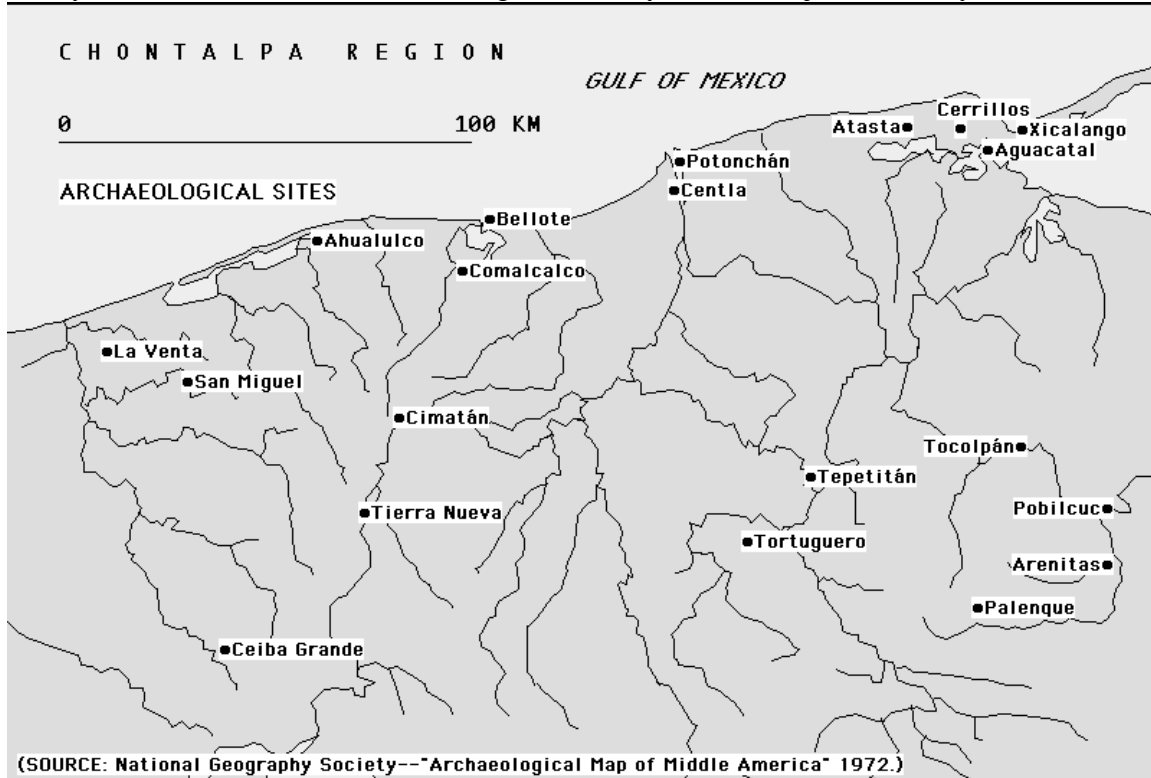 CHONTALPA REGION
GULF OF MEXICO
0 100 KM
ARCHAEOLOGICAL SITES
Cerrillos
Atasta
Xicalango
Aguacatal
Potonchán
Centla
Bellote
Ahualulco
Comalcalco
La Venta
San Miguel
Cimatán
Tocolpán
Tepetitán
Tierra Nueva
Pobilcuc
Tortuguero
Arenitas
Palenque
Ceiba Grande
(SOURCE: National Geography Society--"Archaeological Map of Middle America" 1972.)